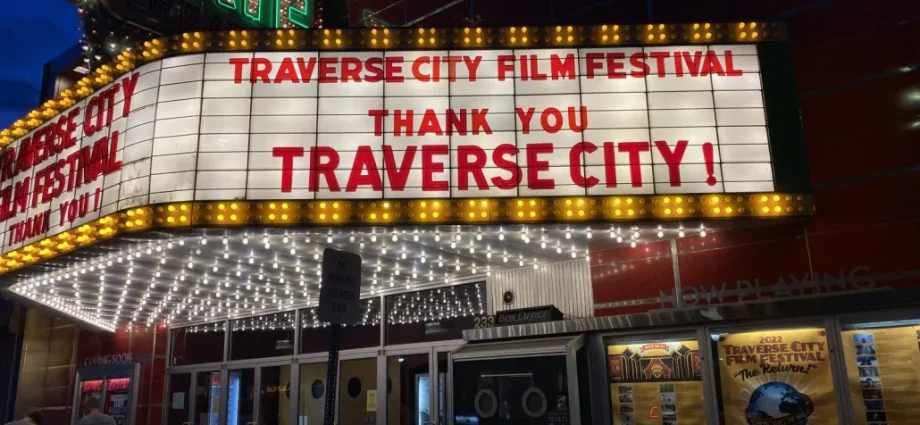 TRAVERSE CITY FILM FESTIVAL
THANK YOU
TRAVERSE CITY!
TRAVERSE CITY
FILM FESTIVAL
THANK YOU!
233 BOX OFFICE
NOW PLAYING
COMING SOON
2022
TRAVERSE CITY
FILM FESTIVAL
"The Return!"